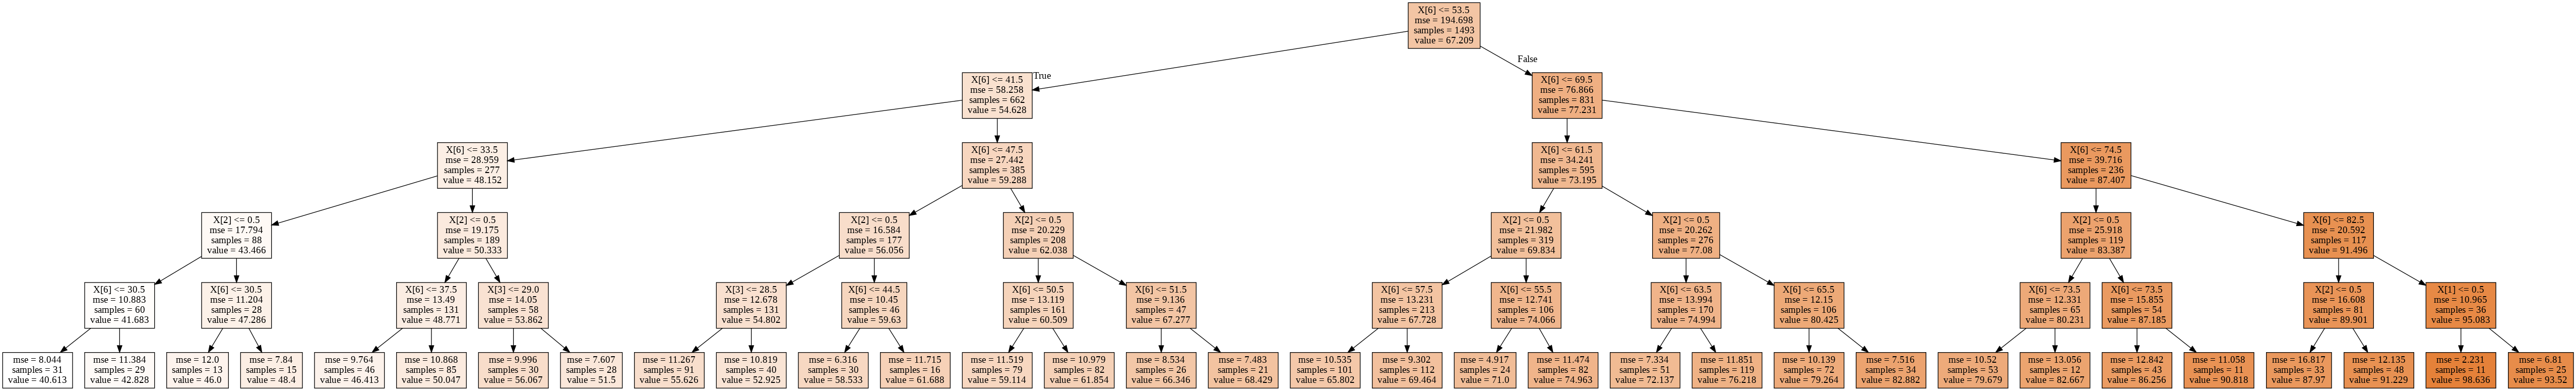 X[6] <= 53.5
mse = 194.698
samples = 1493
value = 67.209
True
False
X[6] <= 41.5
mse = 58.258
samples = 662
value = 54.628
X[6] <= 69.5
mse = 76.866
samples = 831
value = 77.231
X[6] <= 33.5
mse = 28.959
samples = 277
value = 48.152
X[6] <= 47.5
mse = 27.442
samples = 385
value = 59.288
X[6] <= 61.5
mse = 34.241
samples = 595
value = 73.195
X[6] <= 74.5
mse = 39.716
samples = 236
value = 87.407
X[2] <= 0.5
mse = 17.794
samples = 88
value = 43.466
X[2] <= 0.5
mse = 19.175
samples = 189
value = 50.333
X[2] <= 0.5
mse = 16.584
samples = 177
value = 56.056
X[2] <= 0.5
mse = 20.229
samples = 208
value = 62.038
X[2] <= 0.5
mse = 21.982
samples = 319
value = 69.834
X[2] <= 0.5
mse = 20.262
samples = 276
value = 77.08
X[2] <= 0.5
mse = 25.918
samples = 119
value = 83.387
X[6] <= 82.5
mse = 20.592
samples = 117
value = 91.496
X[6] <= 30.5
mse = 10.883
samples = 60
value = 41.683
X[6] <= 30.5
mse = 11.204
samples = 28
value = 47.286
X[6] <= 37.5
mse = 13.49
samples = 131
value = 48.771
X[3] <= 29.0
mse = 14.05
samples = 58
value = 53.862
X[3] <= 28.5
mse = 12.678
samples = 131
value = 54.802
X[6] <= 44.5
mse = 10.45
samples = 46
value = 59.63
X[6] <= 50.5
mse = 13.119
samples = 161
value = 60.509
X[6] <= 51.5
mse = 9.136
samples = 47
value = 67.277
X[6] <= 57.5
mse = 13.231
samples = 213
value = 67.728
X[6] <= 55.5
mse = 12.741
samples = 106
value = 74.066
X[6] <= 63.5
mse = 13.994
samples = 170
value = 74.994
X[6] <= 65.5
mse = 12.15
samples = 106
value = 80.425
X[6] <= 73.5
mse = 12.331
samples = 65
value = 80.231
X[6] <= 73.5
mse = 15.855
samples = 54
value = 87.185
X[2] <= 0.5
mse = 16.608
samples = 81
value = 89.901
X[1] <= 0.5
mse = 10.965
samples = 36
value = 95.083
mse = 8.044
samples = 31
value = 40.613
mse = 11.384
samples = 29
value = 42.828
mse = 12.0
samples = 13
value = 46.0
mse = 7.84
samples = 15
value = 48.4
mse = 9.764
samples = 46
value = 46.413
mse = 10.868
samples = 85
value = 50.047
mse = 9.996
samples = 30
value = 56.067
mse = 7.607
samples = 28
value = 51.5
mse = 11.267
samples = 91
value = 55.626
mse = 10.819
samples = 40
value = 52.925
mse = 6.316
samples = 30
value = 58.533
mse = 11.715
samples = 16
value = 61.688
mse = 11.519
samples = 79
value = 59.114
mse = 10.979
samples = 82
value = 61.854
mse = 8.534
samples = 26
value = 66.346
mse = 7.483
samples = 21
value = 68.429
mse = 10.535
samples = 101
value = 65.802
mse = 9.302
samples = 112
value = 69.464
mse = 4.917
samples = 24
value = 71.0
mse = 11.474
samples = 82
value = 74.963
mse = 7.334
samples = 51
value = 72.137
mse = 11.851
samples = 119
value = 76.218
mse = 10.139
samples = 72
value = 79.264
mse = 7.516
samples = 34
value = 82.882
mse = 10.52
samples = 53
value = 79.679
mse = 13.056
samples = 12
value = 82.667
mse = 12.842
samples = 43
value = 86.256
mse = 11.058
samples = 11
value = 90.818
mse = 16.817
samples = 33
value = 87.97
mse = 12.135
samples = 48
value = 91.229
mse = 2.231
samples = 11
value = 98.636
mse = 6.81
samples = 25
value = 93.52